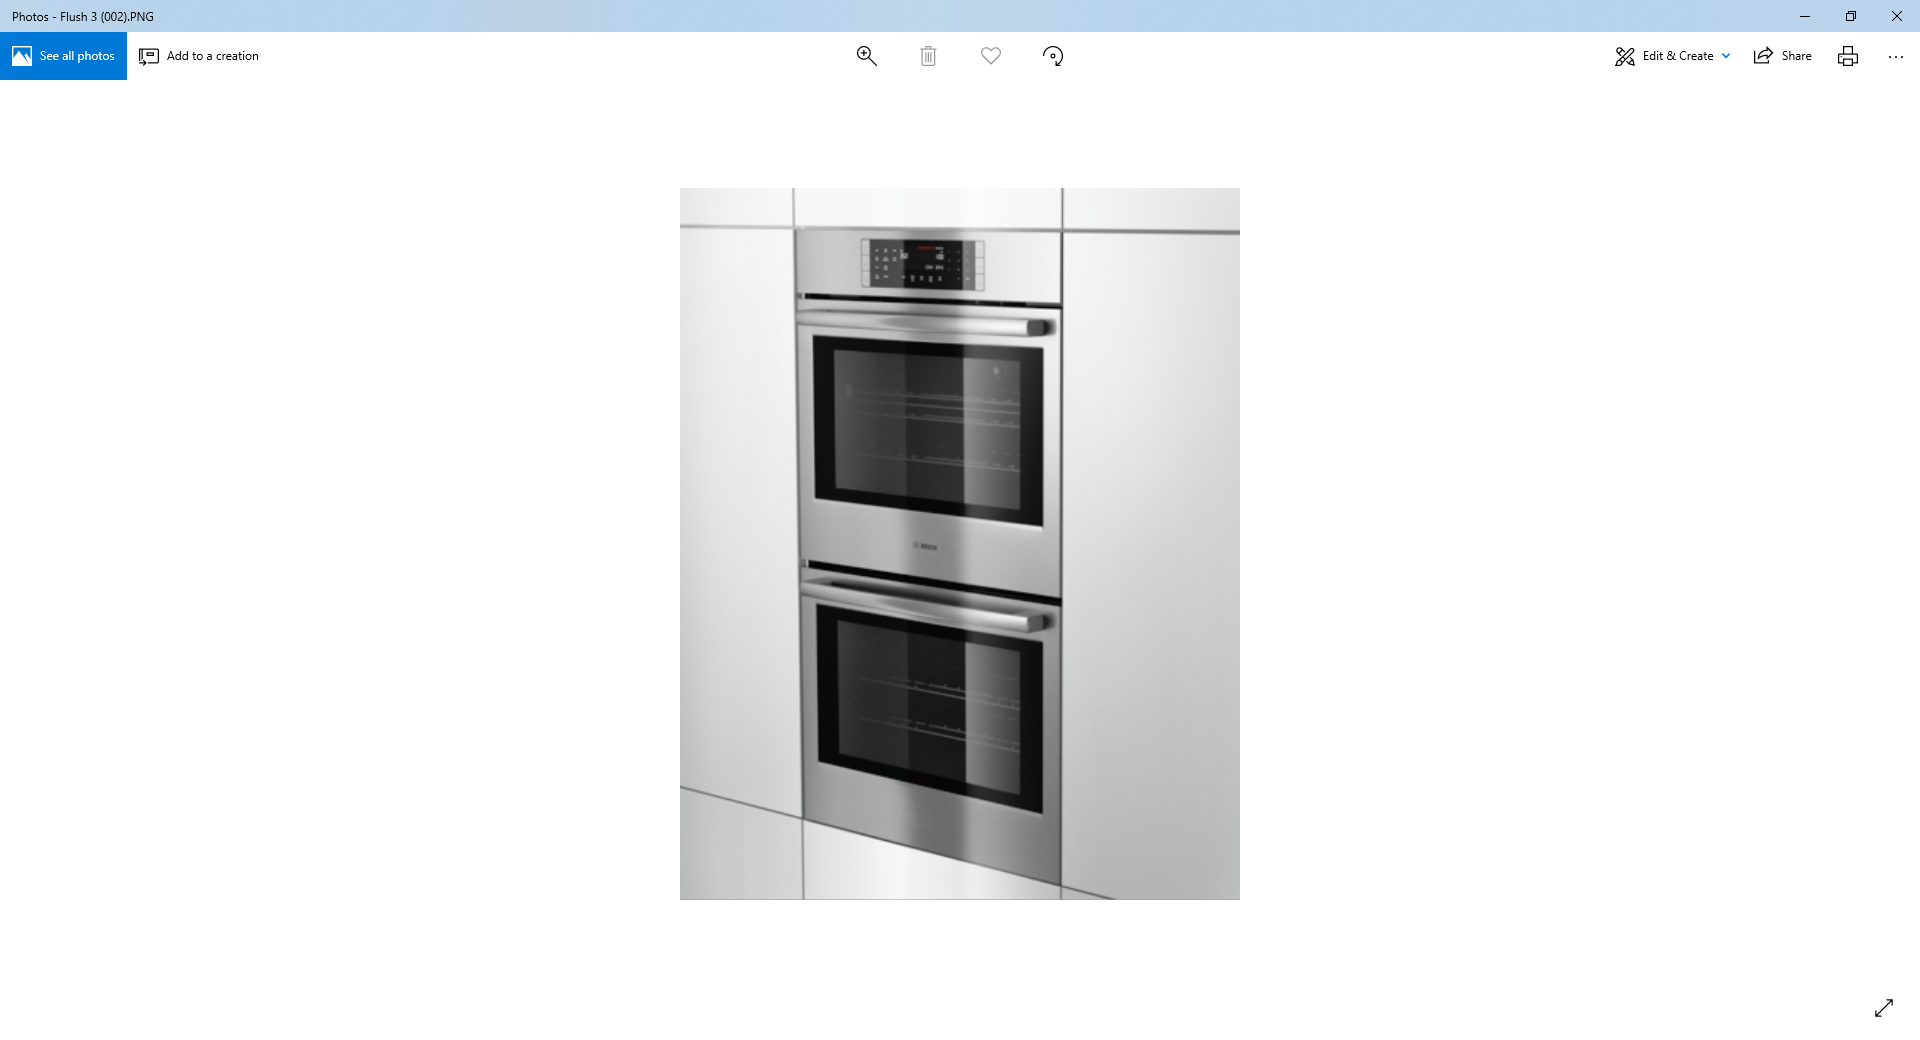 Photos - Flush 3 (002).PNG
See all photos
Add to a creation
Edit & Create
Share
BOSCH